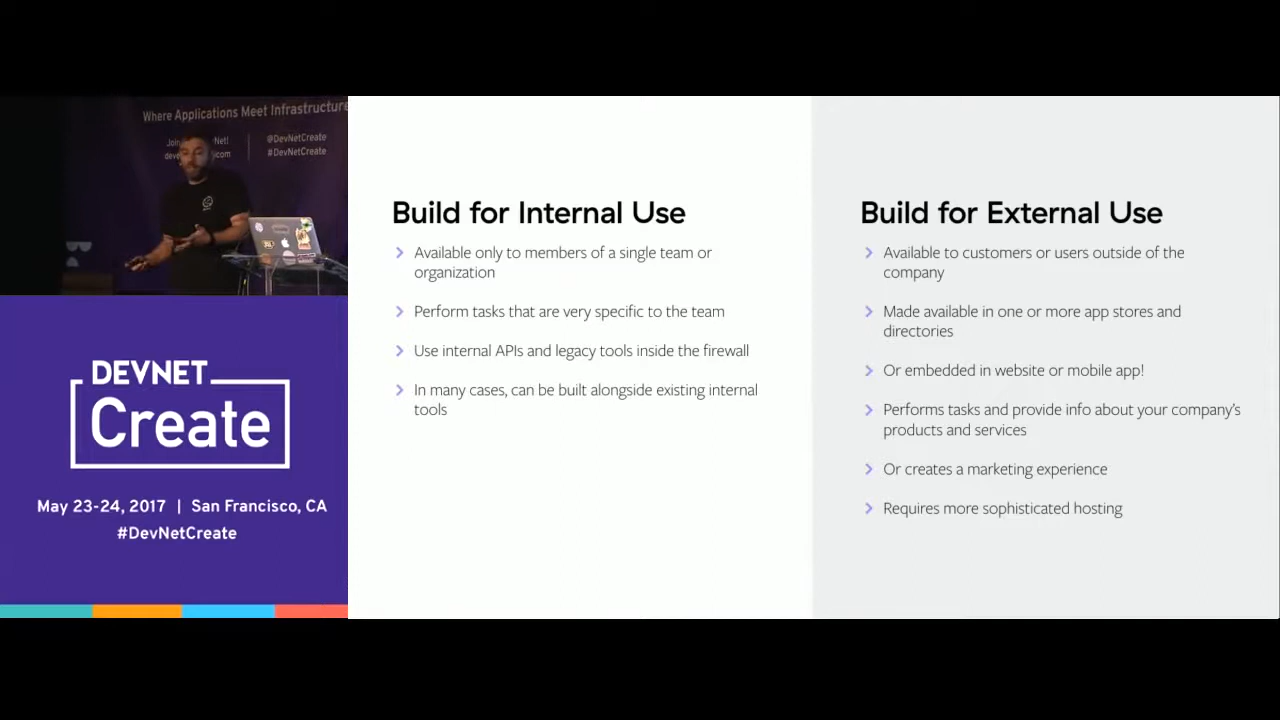 Where Applications Meet Infrastructure
@DevNetCreate
#DevNetCreate
DEVNET
Create
May 23-24, 2017 | San Francisco, CA
#DevNetCreate
Build for Internal Use
Available only to members of a single team or
organization
Perform tasks that are very specific to the team
Use internal APIs and legacy tools inside the firewall
In many cases, can be built alongside existing internal
tools
Build for External Use
Available to customers or users outside of the
company
Made available in one or more app stores and
directories
Or embedded in website or mobile app!
Performs tasks and provide info about your company's
products and services
Or creates a marketing experience
Requires more sophisticated hosting